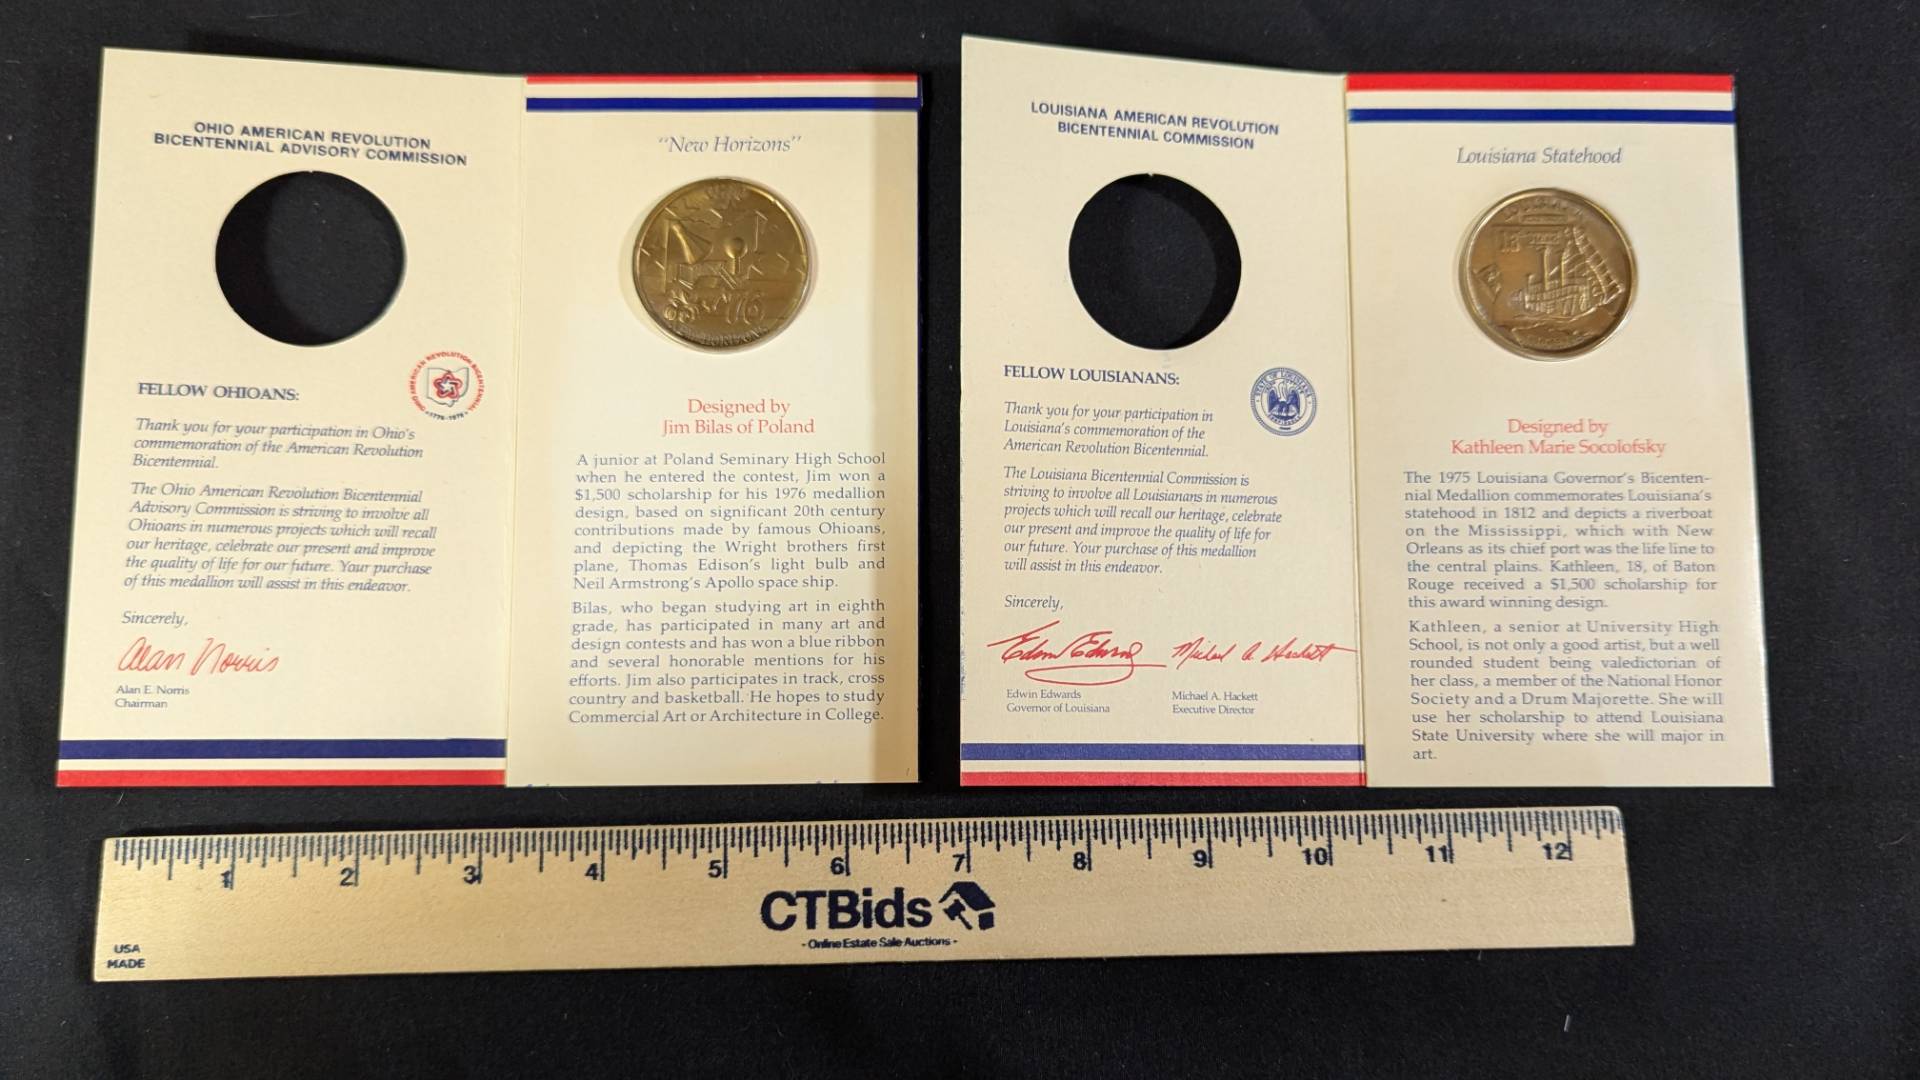 OHIO AMERICAN REVOLUTION
BICENTENNIAL ADVISORY COMMISSION
FELLOW OHIOANS:
OHIO AMERICAN REVOLUTION BICENTENNIAL
•1776-1976•
Thank you for your participation in Ohio's
commemoration of the American Revolution
Bicentennial.
The Ohio American Revolution Bicentennial
Advisory Commission is striving to involve all
Ohioans in numerous projects which will recall
our heritage, celebrate our present and improve
the quality of life for our future. Your purchase
of this medallion will assist in this endeavor.
Sincerely,
Alan Norris
Alan E. Norris
Chairman
"New Horizons"
'76
Designed by
Jim Bilas of Poland
A junior at Poland Seminary High School
when he entered the contest, Jim won a
$1,500 scholarship for his 1976 medallion
design, based on significant 20th century
contributions made by famous Ohioans,
and depicting the Wright brothers first
plane, Thomas Edison's light bulb and
Neil Armstrong's Apollo space ship.
Bilas, who began studying art in eighth
grade, has participated in many art and
design contests and has won a blue ribbon
and several honorable mentions for his
efforts. Jim also participates in track, cross
country and basketball. He hopes to study
Commercial Art or Architecture in College.
LOUISIANA AMERICAN REVOLUTION
BICENTENNIAL COMMISSION
FELLOW LOUISIANANS:
STATE OF LOUISIANA
Thank you for your participation in
Louisiana's commemoration of the
American Revolution Bicentennial.
The Louisiana Bicentennial Commission is
striving to involve all Louisianans in numerous
projects which will recall our heritage, celebrate
our present and improve the quality of life for
our future. Your purchase of this medallion
will assist in this endeavor.
Sincerely,
Edwin Edwards Michael A. Hackett
Edwin Edwards
Governor of Louisiana
Michael A. Hackett
Executive Director
Louisiana Statehood
Designed by
Kathleen Marie Socolofsky
The 1975 Louisiana Governor's Bicenten-
nial Medallion commemorates Louisiana's
statehood in 1812 and depicts a riverboat
on the Mississippi, which with New
Orleans as its chief port was the life line to
the central plains. Kathleen, 18, of Baton
Rouge received a $1,500 scholarship for
this award winning design.
Kathleen, a senior at University High
School, is not only a good artist, but a well
rounded student being valedictorian of
her class, a member of the National Honor
Society and a Drum Majorette. She will
use her scholarship to attend Louisiana
State University where she will major in
art.
1 2 3 4 5 6 7 8 9 10 11 12
CTBids
- Online Estate Sale Auctions -
USA
MADE